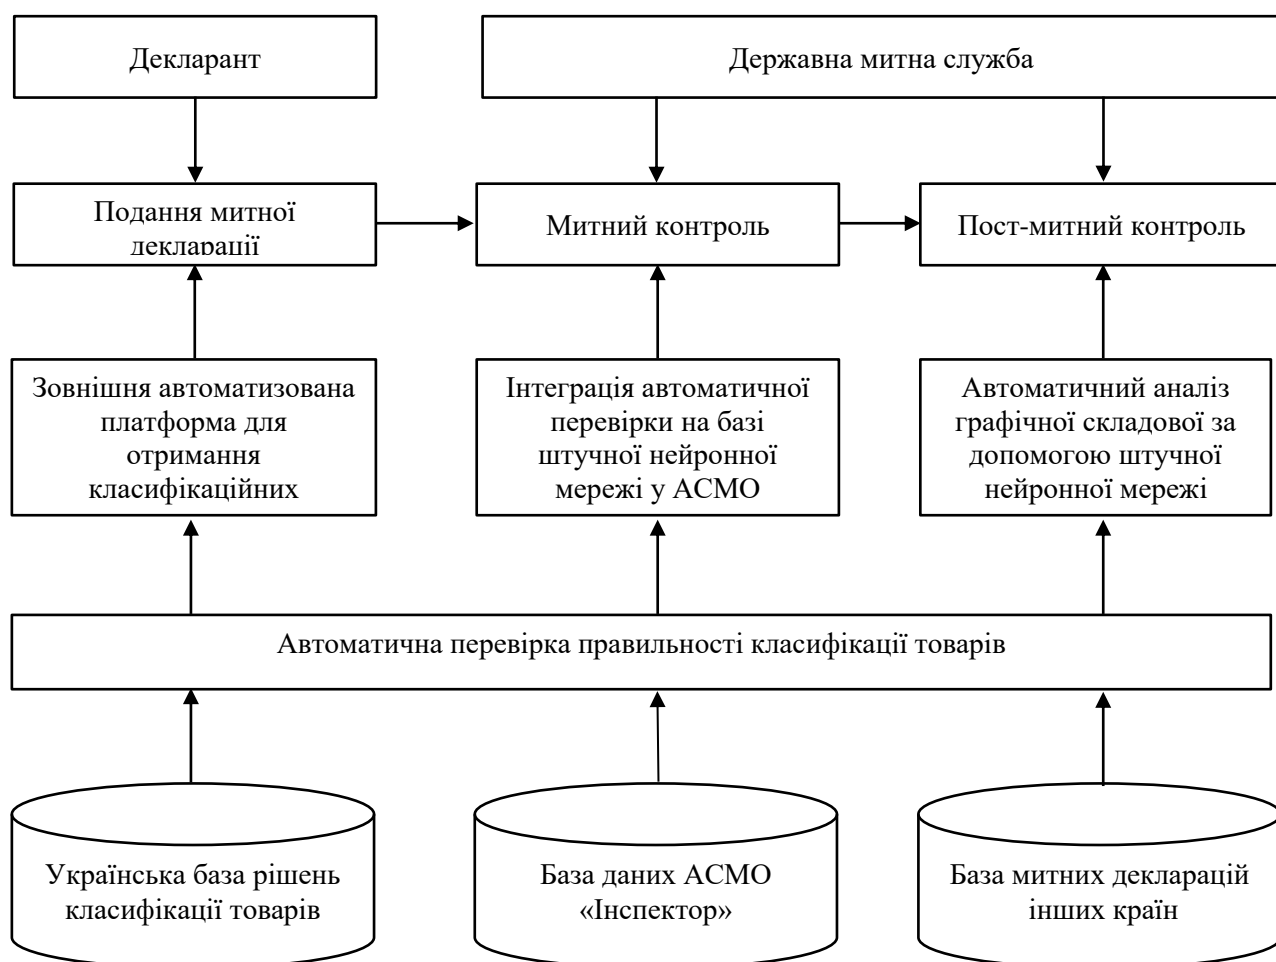 Декларант
Державна митна служба
Подання митної
декларації
Митний контроль
Пост-митний контроль
Зовнішня автоматизована
платформа для
отримання
класифікаційних
Інтеграція автоматичної
перевірки на базі
штучної нейронної
мережі у АСМО
Автоматичний аналіз
графічної складової за
допомогою штучної
нейронної мережі
Автоматична перевірка правильності класифікації товарів
Українська база рішень
класифікації товарів
База даних АСМО
«Інспектор»
База митних декларацій
інших країн